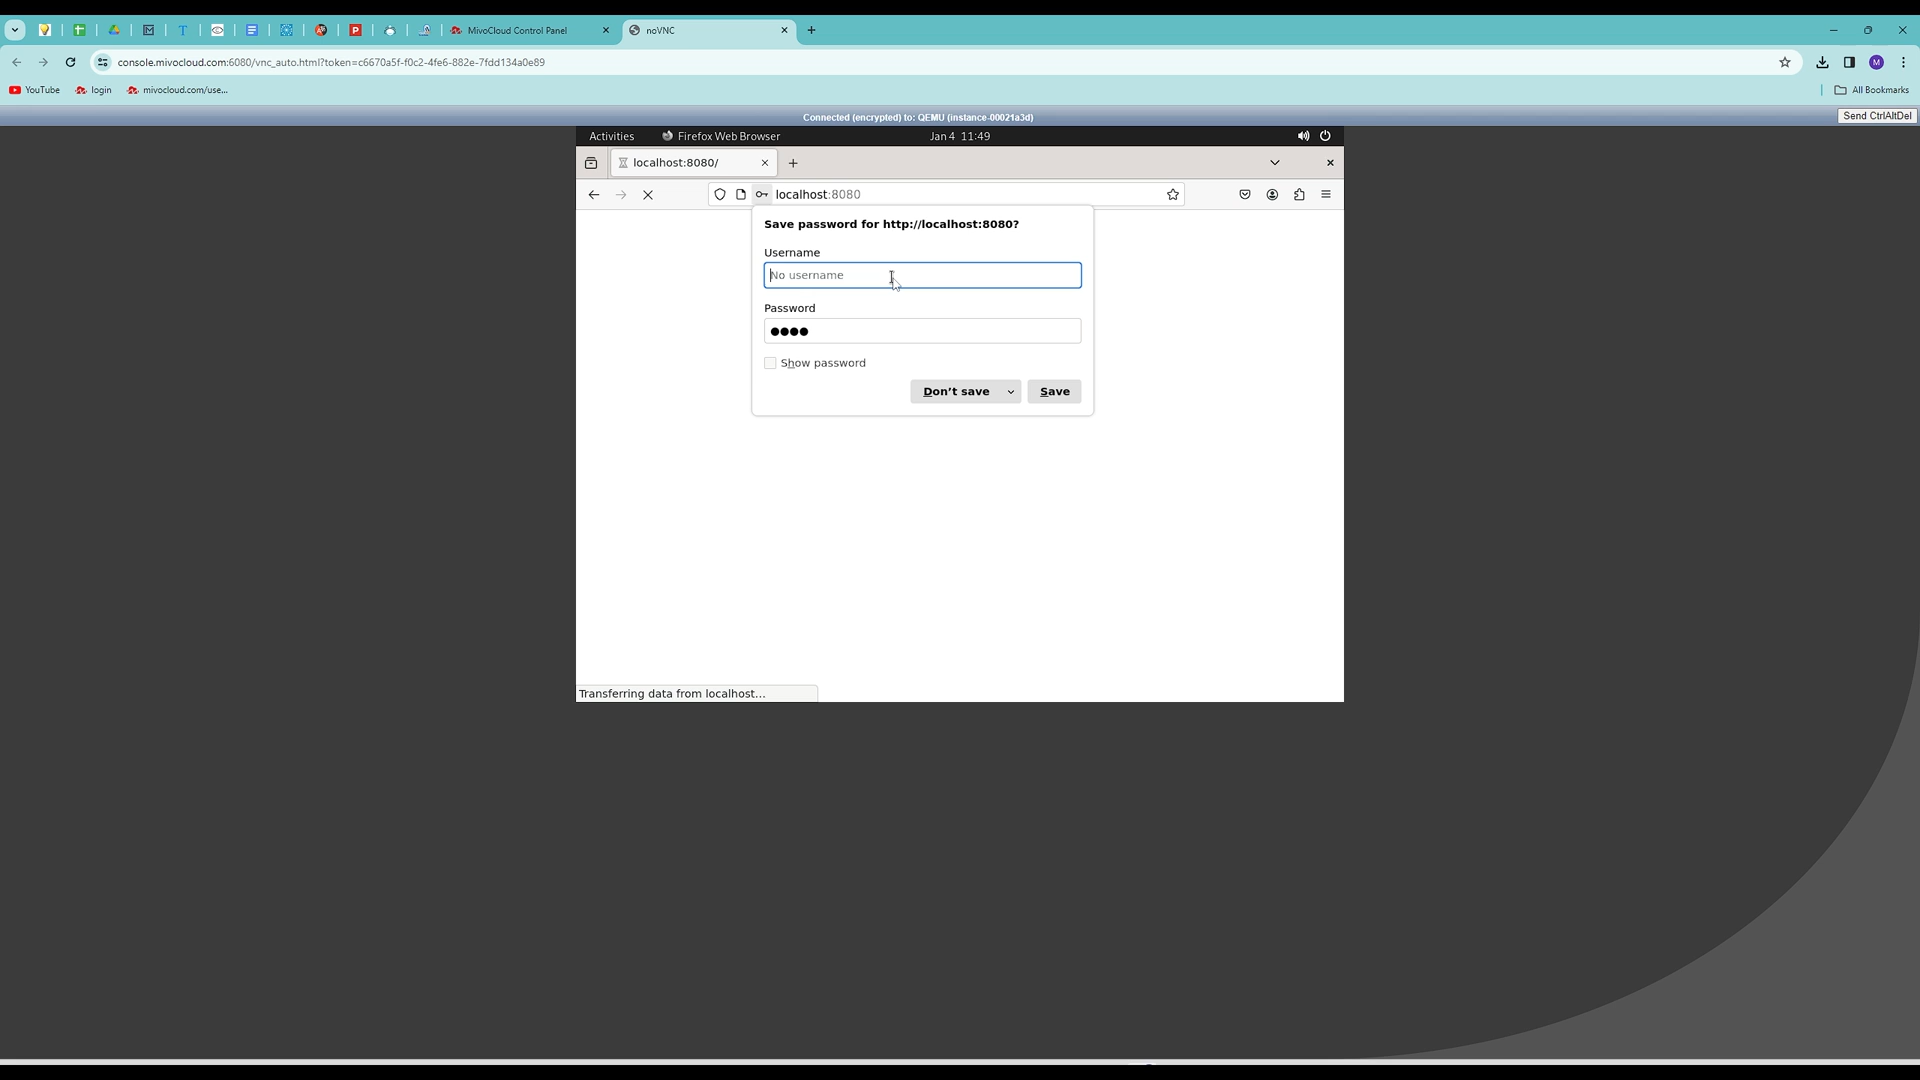 MivoCloud Control Panel
noVNC
console.mivocloud.com:6080/vnc_auto.html?token=c6670a5f-f0c2-4fe6-882e-7fdd134a0e89
M
YouTube
login
mivocloud.com/use...
All Bookmarks
Connected (encrypted) to: QEMU (instance-00021a3d)
Send CtrlAltDel
Activities
Firefox Web Browser
Jan 4 11:49
localhost:8080/
localhost:8080
Save password for http://localhost:8080?
Username
No username
Password
Show password
Don’t save
Save
Transferring data from localhost…